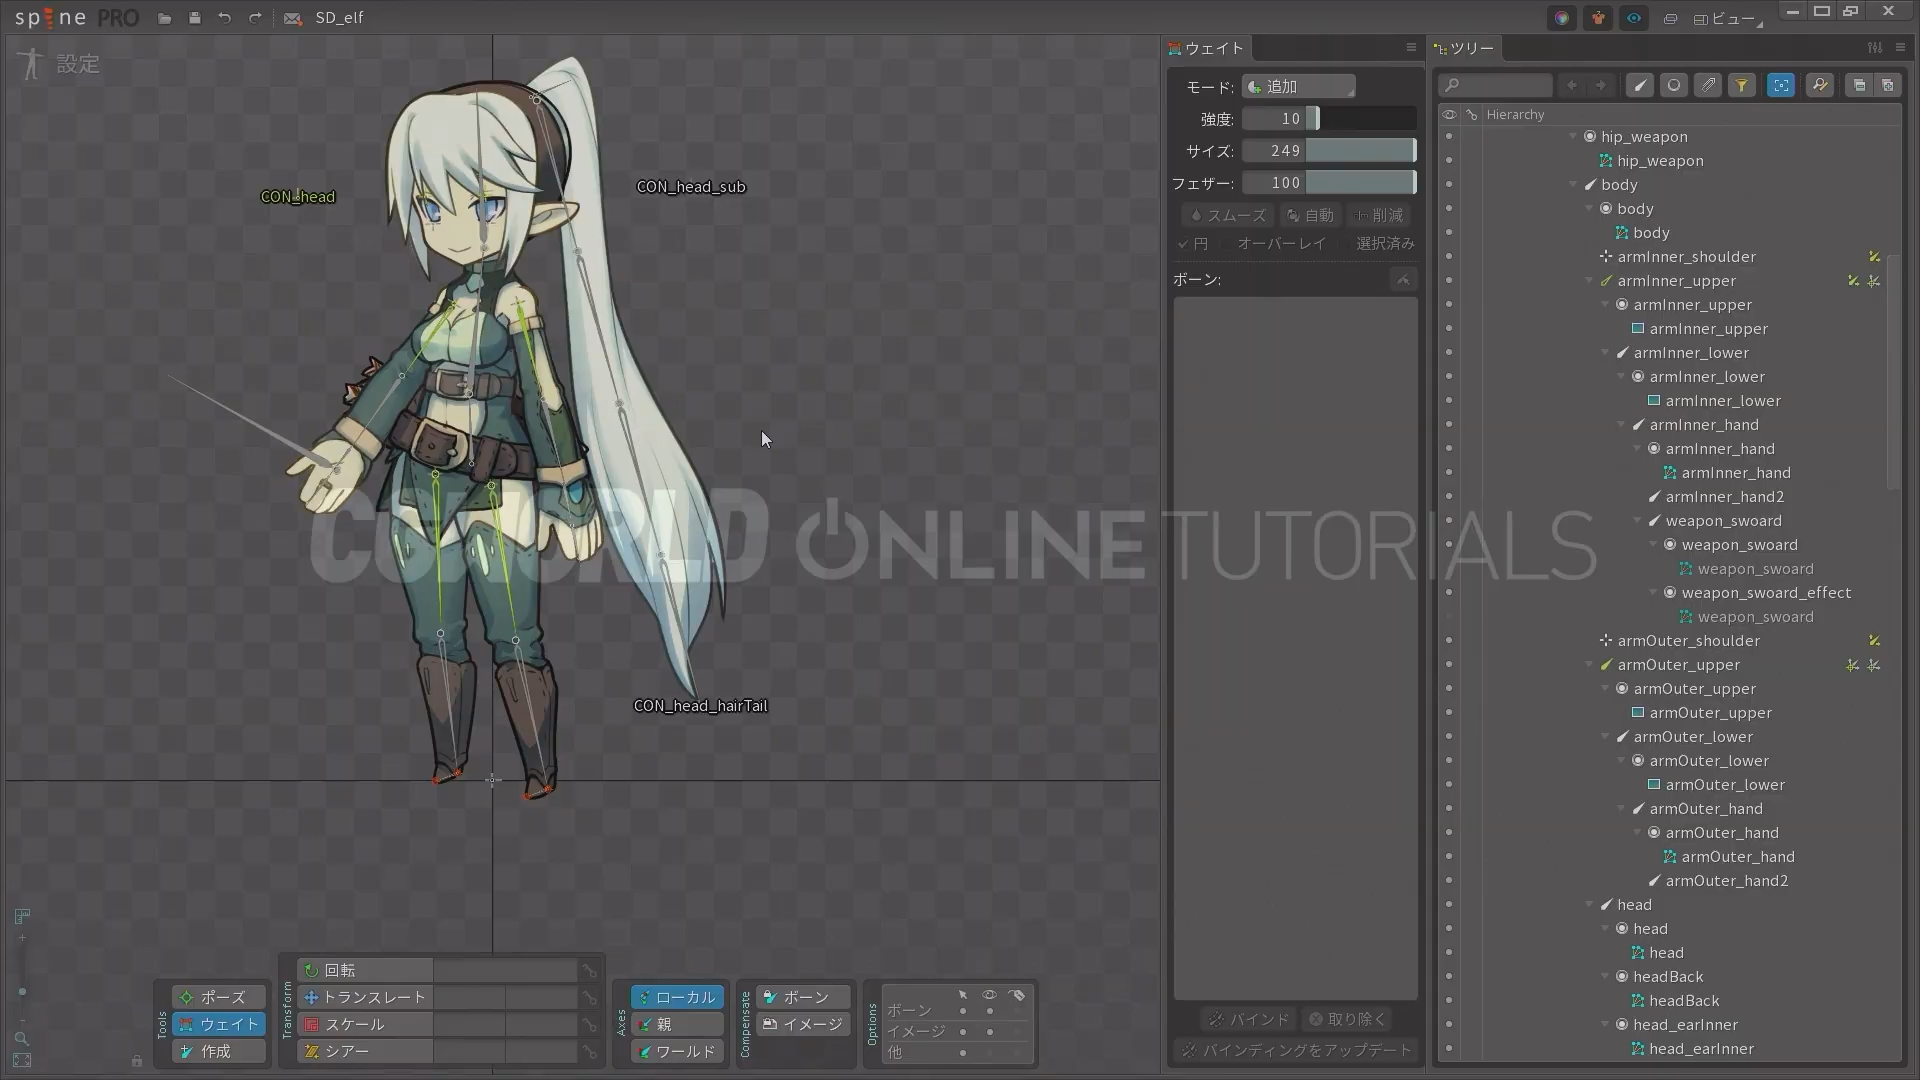 spine PRO
SD_elf
ビュー
設定
CON_head
CON_head_sub
CON_head_hairTail
CGWORLD ONLINE TUTORIALS
ウェイト
モード: 追加
強度: 10
サイズ: 249
フェザー: 100
スムーズ 自動 削減
円 オーバーレイ 選択済み
ボーン:
バインド 取り除く
バインディングをアップデート
ツリー
Hierarchy
hip_weapon
hip_weapon
body
body
body
armInner_shoulder
armInner_upper
armInner_upper
armInner_upper
armInner_lower
armInner_lower
armInner_lower
armInner_hand
armInner_hand
armInner_hand
armInner_hand2
weapon_swoard
weapon_swoard
weapon_swoard
weapon_swoard_effect
weapon_swoard
armOuter_shoulder
armOuter_upper
armOuter_upper
armOuter_upper
armOuter_lower
armOuter_lower
armOuter_lower
armOuter_hand
armOuter_hand
armOuter_hand
armOuter_hand2
head
head
head
headBack
headBack
head_earInner
head_earInner
Tools
ポーズ
ウェイト
作成
Transform
回転
トランスレート
スケール
シアー
Axes
ローカル
親
ワールド
Compensate
ボーン
イメージ
Options
ボーン
イメージ
他